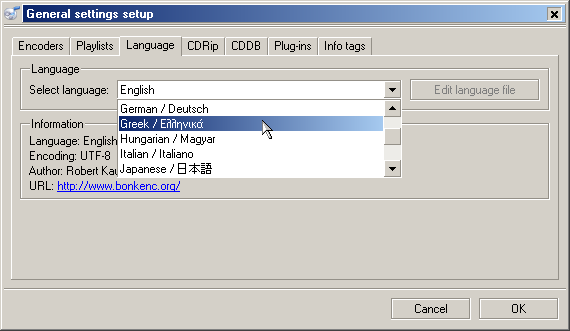 General settings setup
Encoders Playlists Language CDRip CDDB Plug-ins Info tags
Language
Select language: English Edit language file
German / Deutsch
Greek / Ελληνικά
Information
Hungarian / Magyar
Language: English
Italian / Italiano
Encoding: UTF-8
Japanese / 日本語
Author: Robert
URL: http://www.bonkenc.org/
Cancel OK